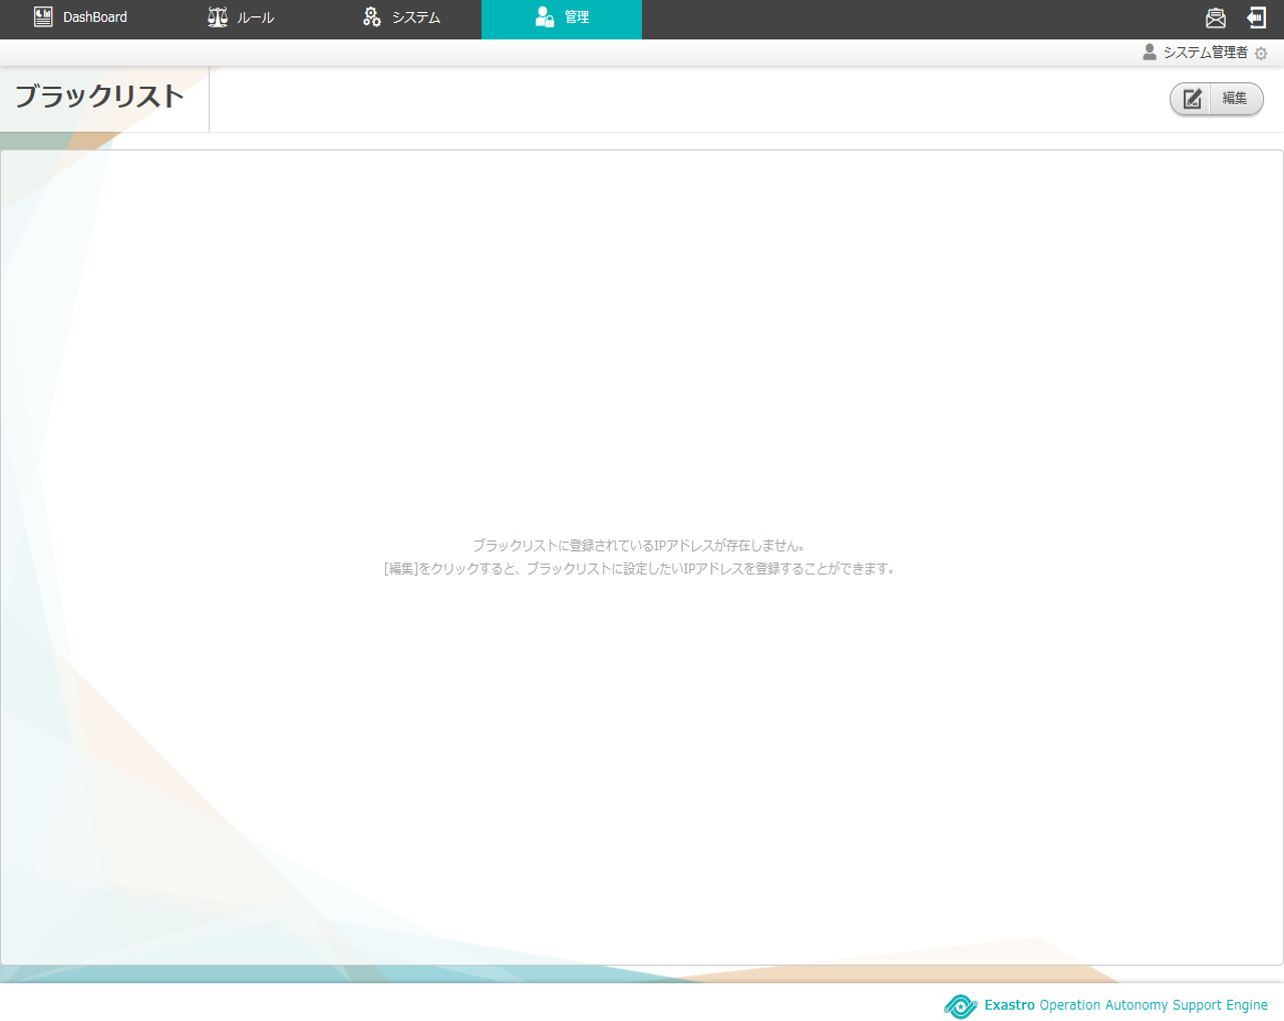 DashBoard
ルール
システム
管理
システム管理者
ブラックリスト
編集
ブラックリストに登録されているIPアドレスが存在しません。
[編集]をクリックすると、ブラックリストに設定したいIPアドレスを登録することができます。
Exastro Operation Autonomy Support Engine